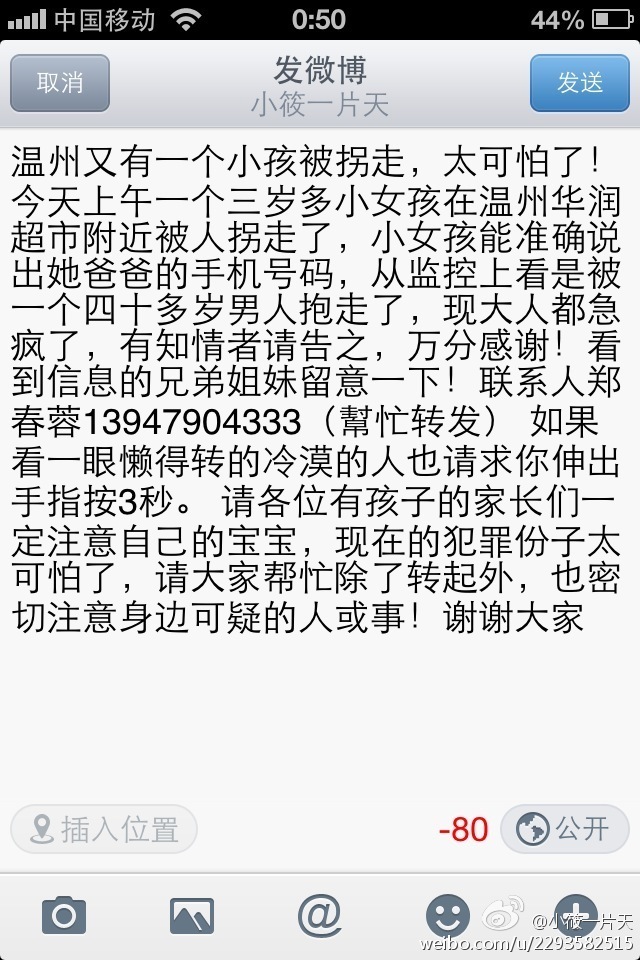 中国移动 0:50 44%
取消 发微博 发送
小筱一片天
温州又有一个小孩被拐走，太可怕了！
今天上午一个三岁多小女孩在温州华润
超市附近被人拐走了，小女孩能准确说
出她爸爸的手机号码，从监控上看是被
一个四十多岁男人抱走了，现大人都急
疯了，有知情者请告之，万分感谢！看
到信息的兄弟姐妹留意一下！联系人郑
春蓉13947904333（幫忙转发） 如果
看一眼懒得转的冷漠的人也请求你伸出
手指按3秒。 请各位有孩子的家长们一
定注意自己的宝宝，现在的犯罪份子太
可怕了，请大家帮忙除了转起外，也密
切注意身边可疑的人或事！谢谢大家
插入位置 -80 公开
@小筱一片天
weibo.com/u/2293582515